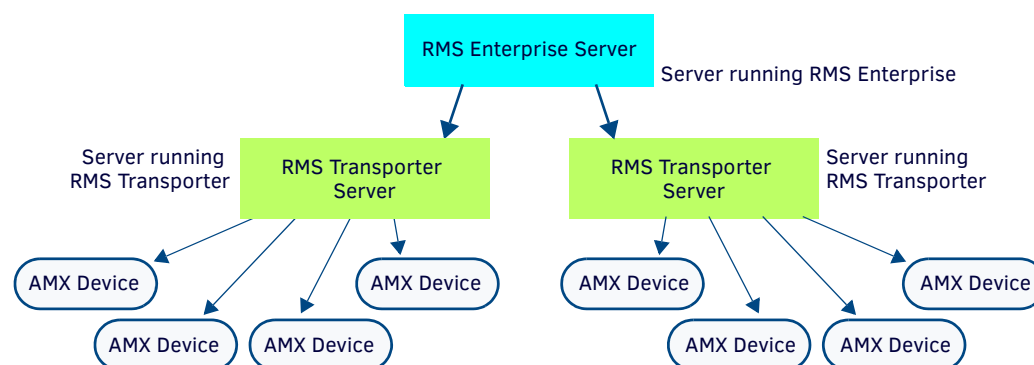 RMS Enterprise Server
Server running RMS Enterprise
Server running
RMS Transporter
RMS Transporter
Server
RMS Transporter
Server
Server running
RMS Transporter
AMX Device
AMX Device
AMX Device
AMX Device
AMX Device
AMX Device
AMX Device
AMX Device